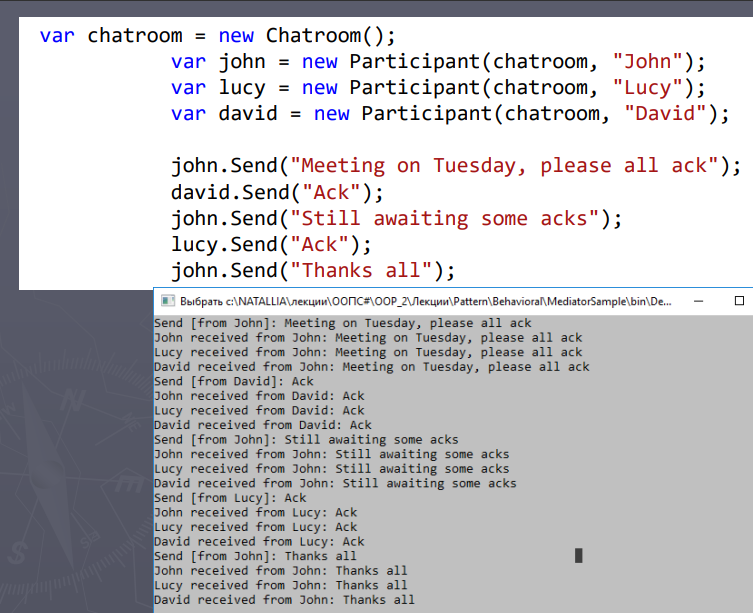 var chatroom = new Chatroom();
var john = new Participant(chatroom, "John");
var lucy = new Participant(chatroom, "Lucy");
var david = new Participant(chatroom, "David");
john.Send("Meeting on Tuesday, please all ack");
david.Send("Ack");
john.Send("Still awaiting some acks");
lucy.Send("Ack");
john.Send("Thanks all");
Выбрать c:\NATALLIA\лекции\ООПC#\OOP_2\Лекции\Pattern\Behavioral\MediatorSample\bin\De...
Send [from John]: Meeting on Tuesday, please all ack
John received from John: Meeting on Tuesday, please all ack
Lucy received from John: Meeting on Tuesday, please all ack
David received from John: Meeting on Tuesday, please all ack
Send [from David]: Ack
John received from David: Ack
Lucy received from David: Ack
David received from David: Ack
Send [from John]: Still awaiting some acks
John received from John: Still awaiting some acks
Lucy received from John: Still awaiting some acks
David received from John: Still awaiting some acks
Send [from Lucy]: Ack
John received from Lucy: Ack
Lucy received from Lucy: Ack
David received from Lucy: Ack
Send [from John]: Thanks all
John received from John: Thanks all
Lucy received from John: Thanks all
David received from John: Thanks all